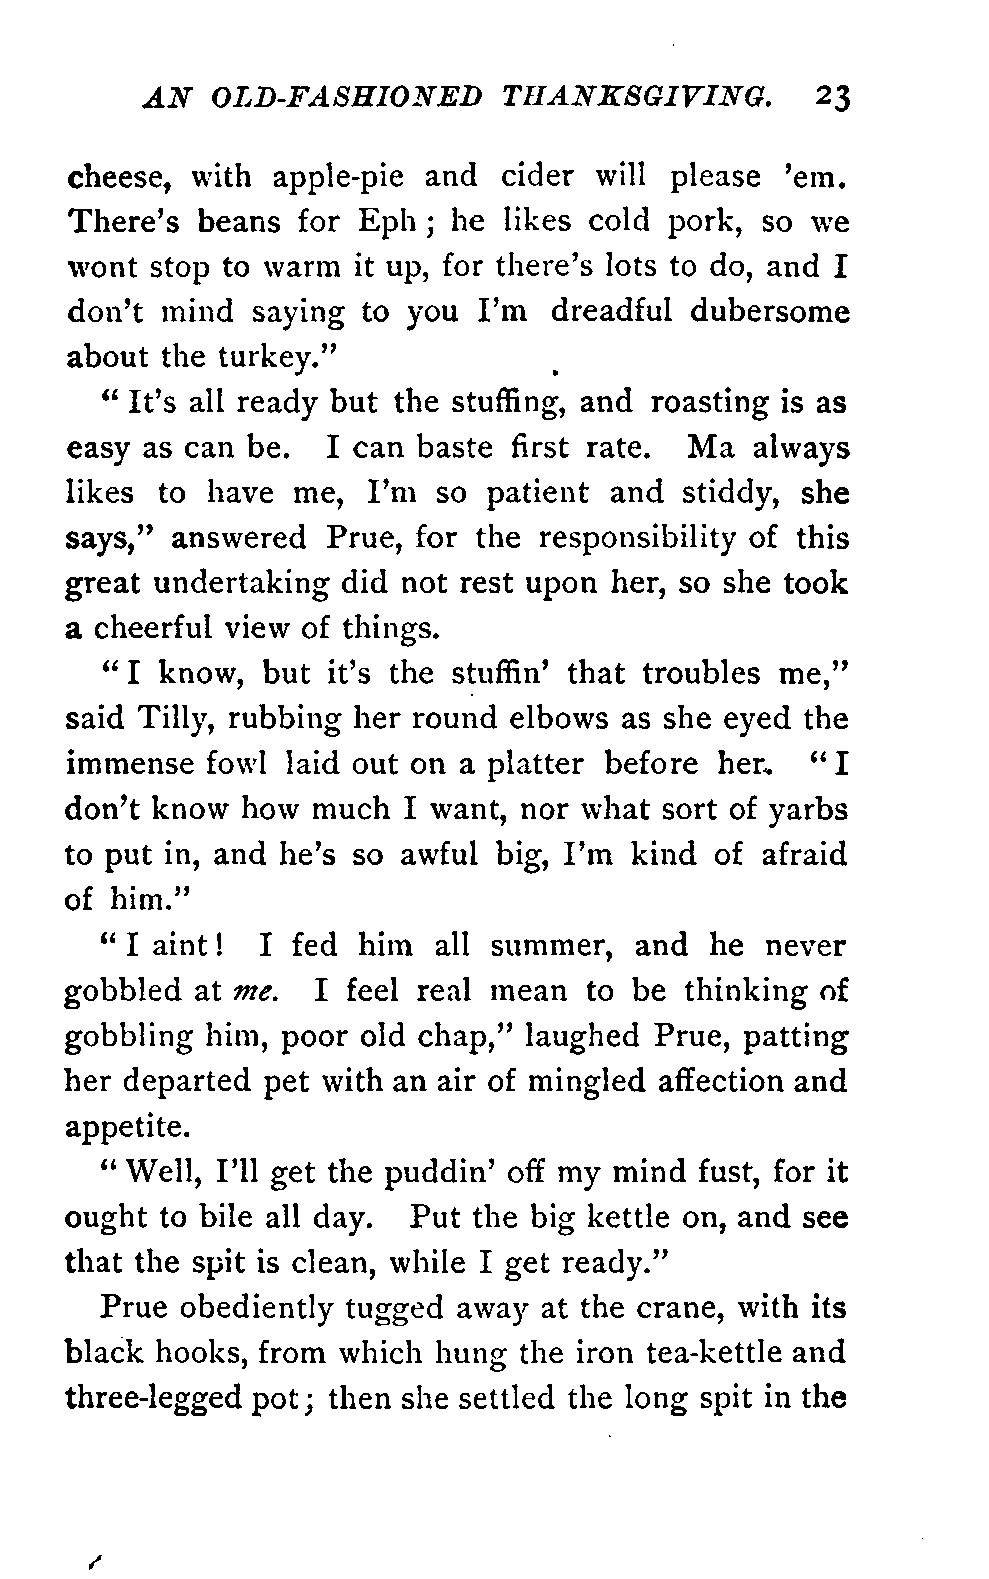 AN OLD-FASHIONED THANKSGIVING. 23
cheese, with apple-pie and cider will please 'em.
There's beans for Eph; he likes cold pork, so we
wont stop to warm it up, for there's lots to do, and I
don't mind saying to you I'm dreadful dubersome
about the turkey."
"It's all ready but the stuffing, and roasting is as
easy as can be. I can baste first rate. Ma always
likes to have me, I'm so patient and stiddy, she
says," answered Prue, for the responsibility of this
great undertaking did not rest upon her, so she took
a cheerful view of things.
"I know, but it's the stuffin' that troubles me,"
said Tilly, rubbing her round elbows as she eyed the
immense fowl laid out on a platter before her. "I
don't know how much I want, nor what sort of yarbs
to put in, and he's so awful big, I'm kind of afraid
of him."
"I aint! I fed him all summer, and he never
gobbled at me. I feel real mean to be thinking of
gobbling him, poor old chap," laughed Prue, patting
her departed pet with an air of mingled affection and
appetite.
"Well, I'll get the puddin' off my mind fust, for it
ought to bile all day. Put the big kettle on, and see
that the spit is clean, while I get ready."
Prue obediently tugged away at the crane, with its
black hooks, from which hung the iron tea-kettle and
three-legged pot; then she settled the long spit in the